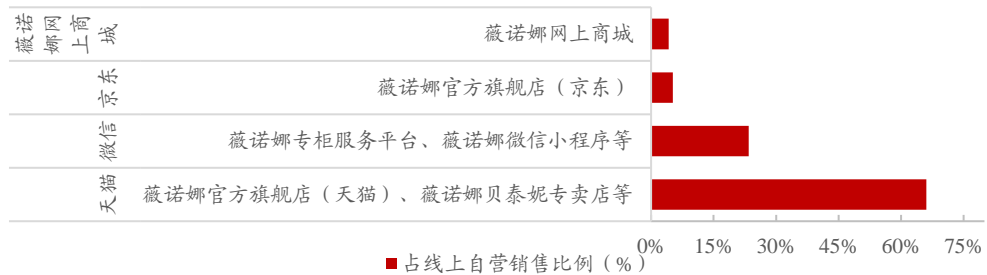 薇诺娜网上商城
薇诺娜网上商城
京东
薇诺娜官方旗舰店（京东）
微信
薇诺娜专柜服务平台、薇诺娜微信小程序等
天猫
薇诺娜官方旗舰店（天猫）、薇诺娜贝泰妮专卖店等
0% 15% 30% 45% 60% 75%
占线上自营销售比例（%）